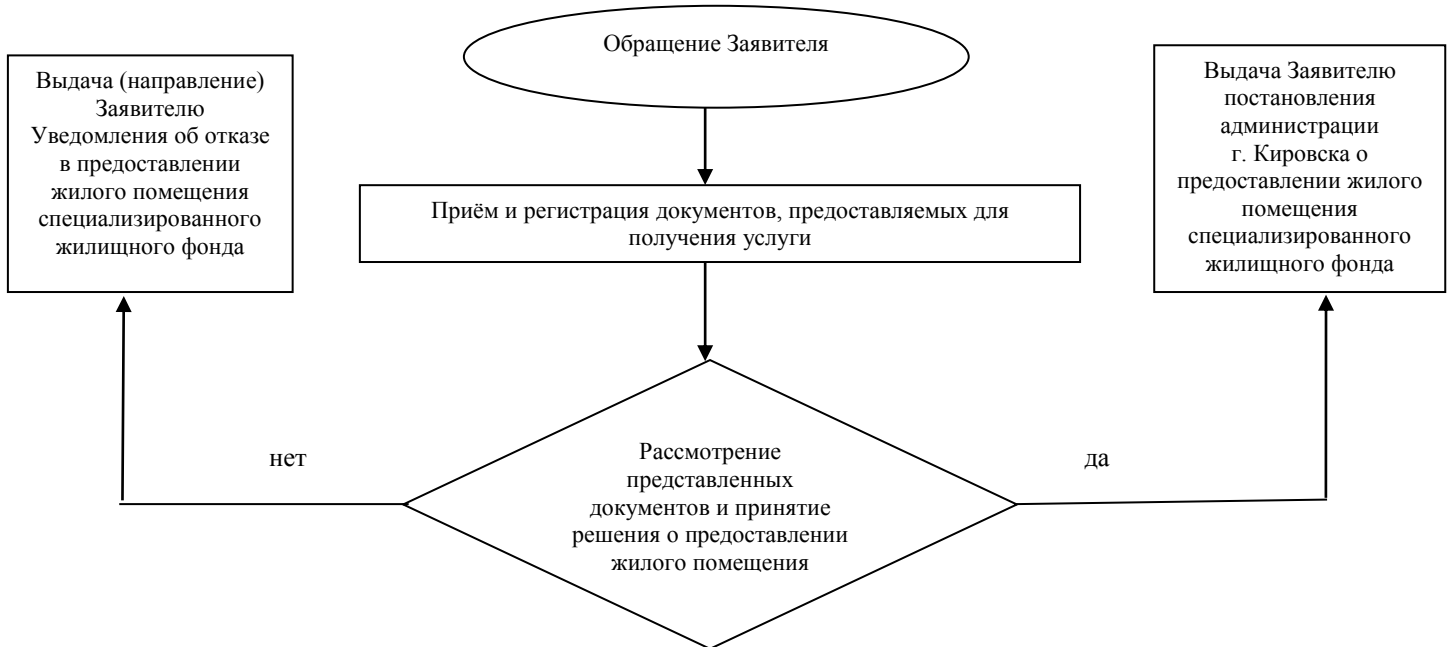 Обращение Заявителя
Выдача (направление)
Заявителю
Уведомления об отказе
в предоставлении
жилого помещения
специализированного
жилищного фонда
Выдача Заявителю
постановления
администрации
г. Кировска о
предоставлении жилого
помещения
специализированного
жилищного фонда
Приём и регистрация документов, предоставляемых для
получения услуги
нет
Рассмотрение
представленных
документов и принятие
решения о предоставлении
жилого помещения
да